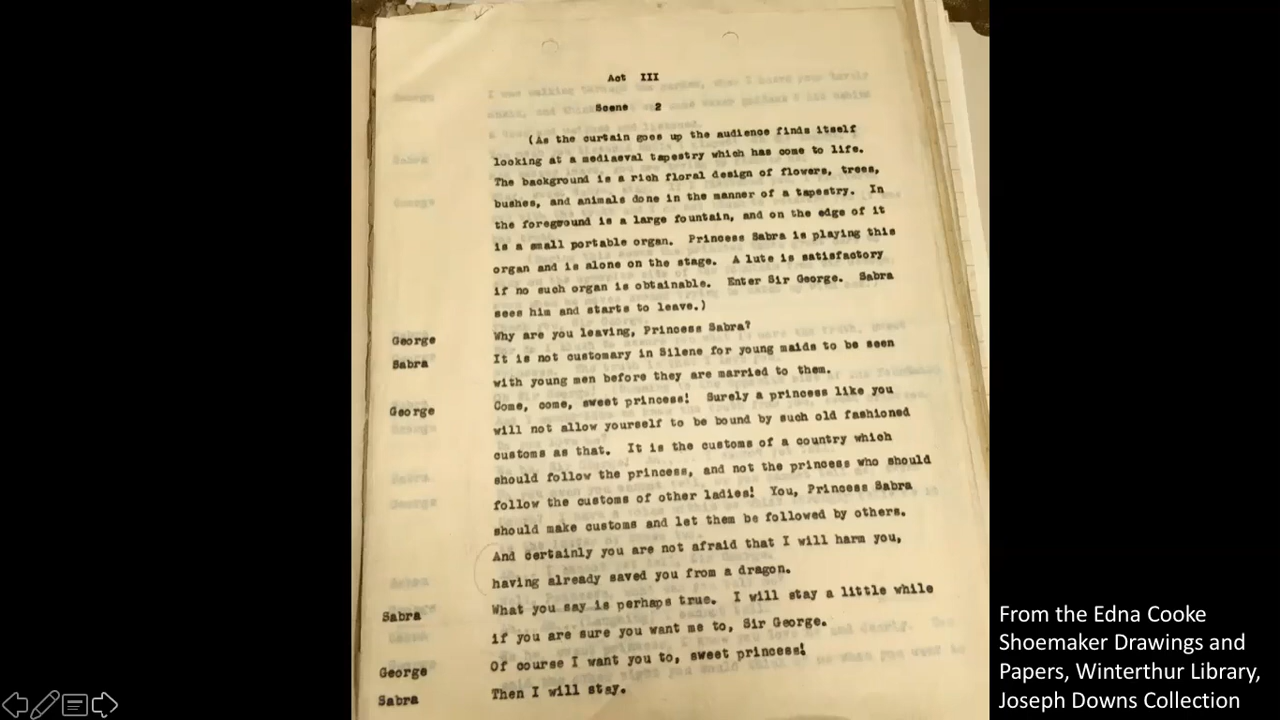 Act III
Scene 2
(As the curtain goes up the audience finds itself
looking at a mediaeval tapestry which has come to life.
The background is a rich floral design of flowers, trees,
bushes, and animals done in the manner of a tapestry. In
the foreground is a large fountain, and on the edge of it
is a small portable organ. Princess Sabra is playing this
organ and is alone on the stage. A lute is satisfactory
if no such organ is obtainable. Enter Sir George. Sabra
sees him and starts to leave.)
George Why are you leaving, Princess Sabra?
Sabra It is not customary in Silene for young maids to be seen
with young men before they are married to them.
George Come, come, sweet princess! Surely a princess like you
will not allow yourself to be bound by such old fashioned
customs as that. It is the customs of a country which
should follow the princess, and not the princess who should
follow the customs of other ladies! You, Princess Sabra
should make customs and let them be followed by others.
And certainly you are not afraid that I will harm you,
having already saved you from a dragon.
Sabra What you say is perhaps true. I will stay a little while
if you are sure you want me to, Sir George.
George Of course I want you to, sweet princess!
Sabra Then I will stay.
From the Edna Cooke
Shoemaker Drawings and
Papers, Winterthur Library,
Joseph Downs Collection